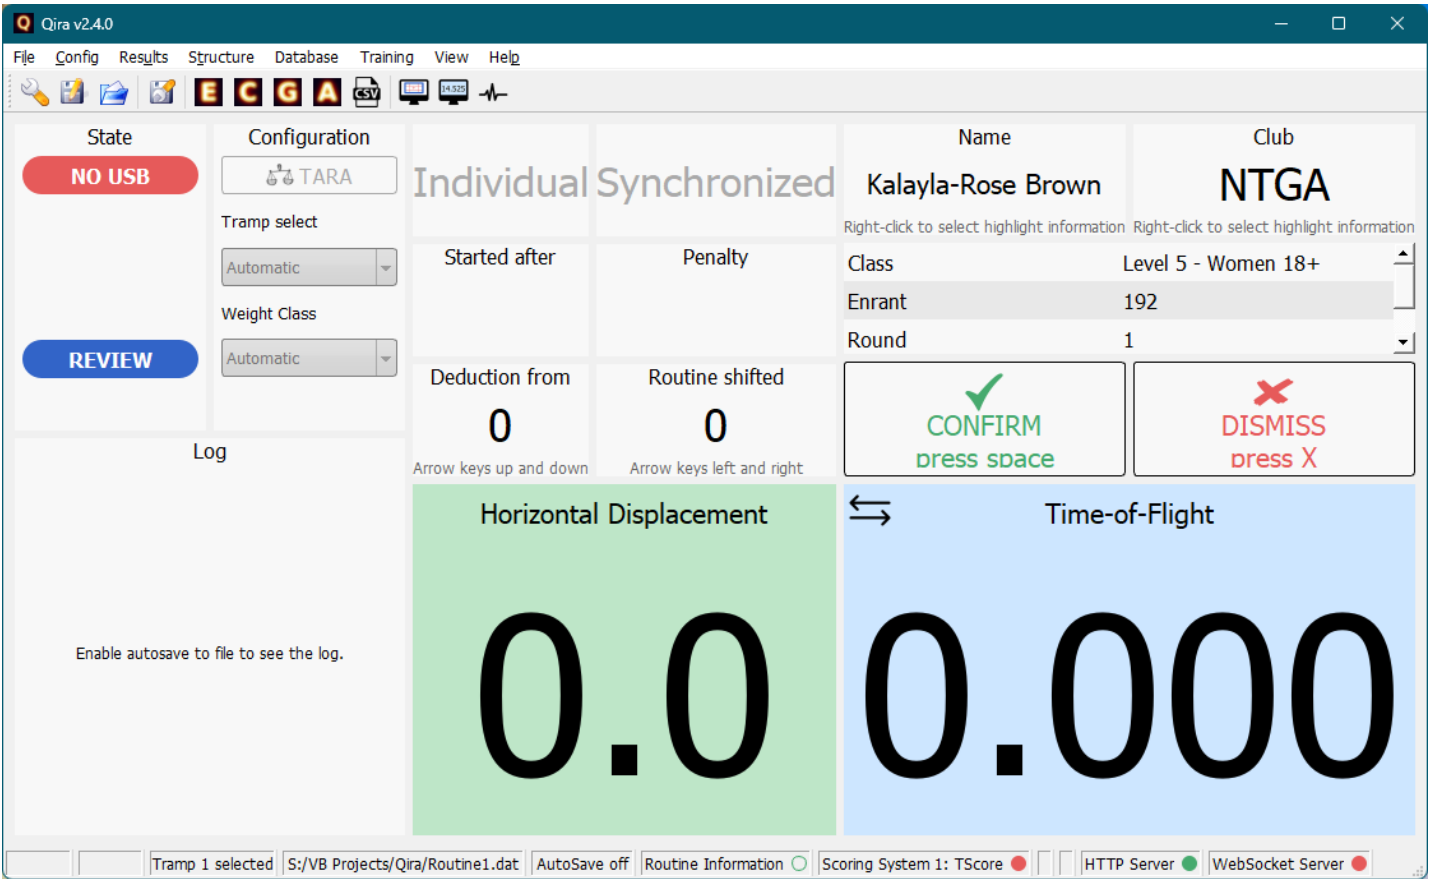 Q Qira v2.4.0
File Config Results Structure Database Training View Help
E C G A CSV 14.525
State
NO USB
REVIEW
Configuration
TARA
Tramp select
Automatic
Weight Class
Automatic
Individual Synchronized
Started after Penalty
Deduction from
0
Arrow keys up and down
Routine shifted
0
Arrow keys left and right
Name
Kalayla-Rose Brown
Right-click to select highlight information
Club
NTGA
Right-click to select highlight information
Class Level 5 - Women 18+
Enrant 192
Round 1
CONFIRM
press space
DISMISS
press X
Log
Enable autosave to file to see the log.
Horizontal Displacement
0.0
Time-of-Flight
0.000
Tramp 1 selected S:/VB Projects/Qira/Routine1.dat AutoSave off Routine Information Scoring System 1: TScore HTTP Server WebSocket Server